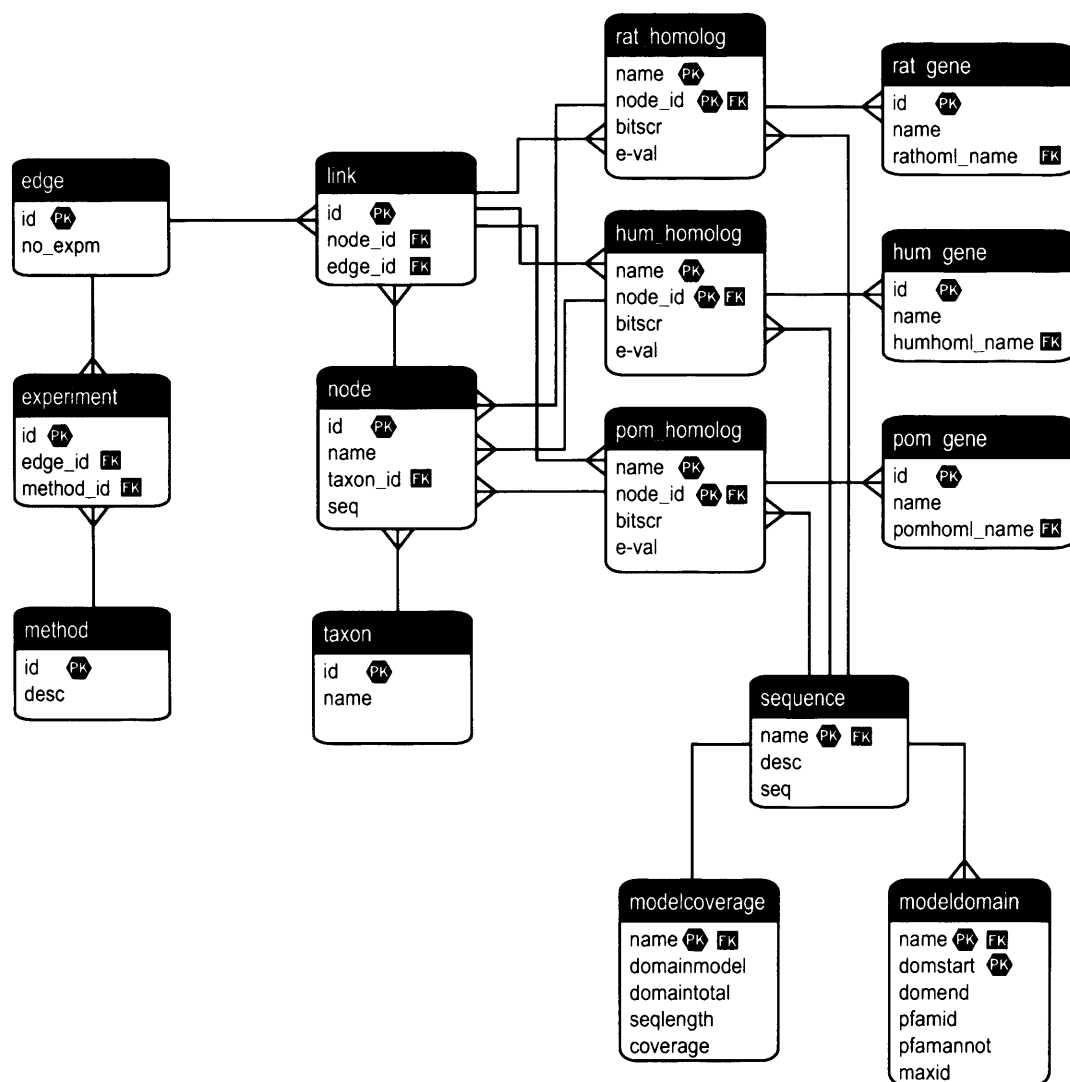 edge
id PK
no_expm
experiment
id PK
edge_id FK
method_id FK
method
id PK
desc
link
id PK
node_id FK
edge_id FK
node
id PK
name
taxon_id FK
seq
taxon
id PK
name
rat_homolog
name PK
node_id PK FK
bitscr
e-val
hum_homolog
name PK
node_id PK FK
bitscr
e-val
pom_homolog
name PK
node_id PK FK
bitscr
e-val
rat gene
id PK
name
rathoml_name FK
hum gene
id PK
name
humhoml_name FK
pom gene
id PK
name
pomhoml_name FK
sequence
name PK FK
desc
seq
modelcoverage
name PK FK
domainmodel
domaintotal
seqlength
coverage
modeldomain
name PK FK
domstart PK
domend
pfamid
pfamannot
maxid